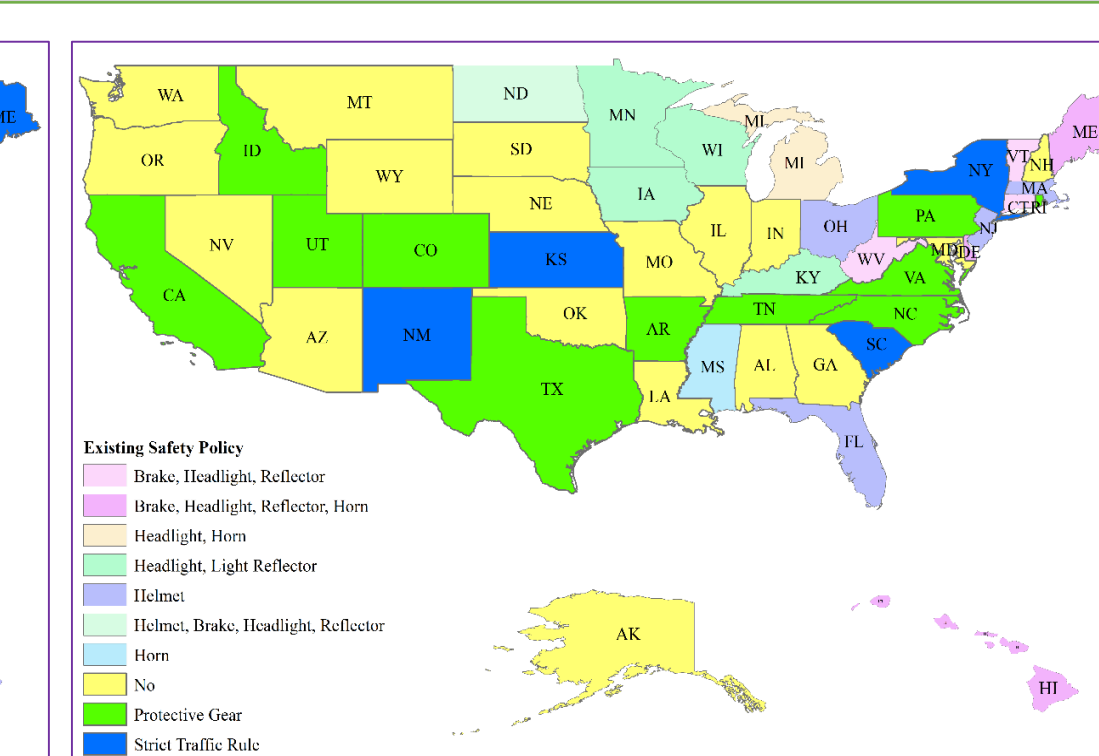 ME
WA
MT
ND
MN
MI
ME
VT
NH
OR
ID
SD
WI
MI
NY
MA
WY
CT
RI
NE
IA
PA
NJ
NV
UT
CO
KS
IL
IN
OH
MD
DE
WV
MO
KY
VA
CA
AZ
NM
OK
AR
TN
NC
TX
LA
MS
AL
GA
SC
FL
Existing Safety Policy
Brake, Headlight, Reflector
Brake, Headlight, Reflector, Horn
Headlight, Horn
Headlight, Light Reflector
Helmet
Helmet, Brake, Headlight, Reflector
Horn
No
Protective Gear
Strict Traffic Rule
AK
HI